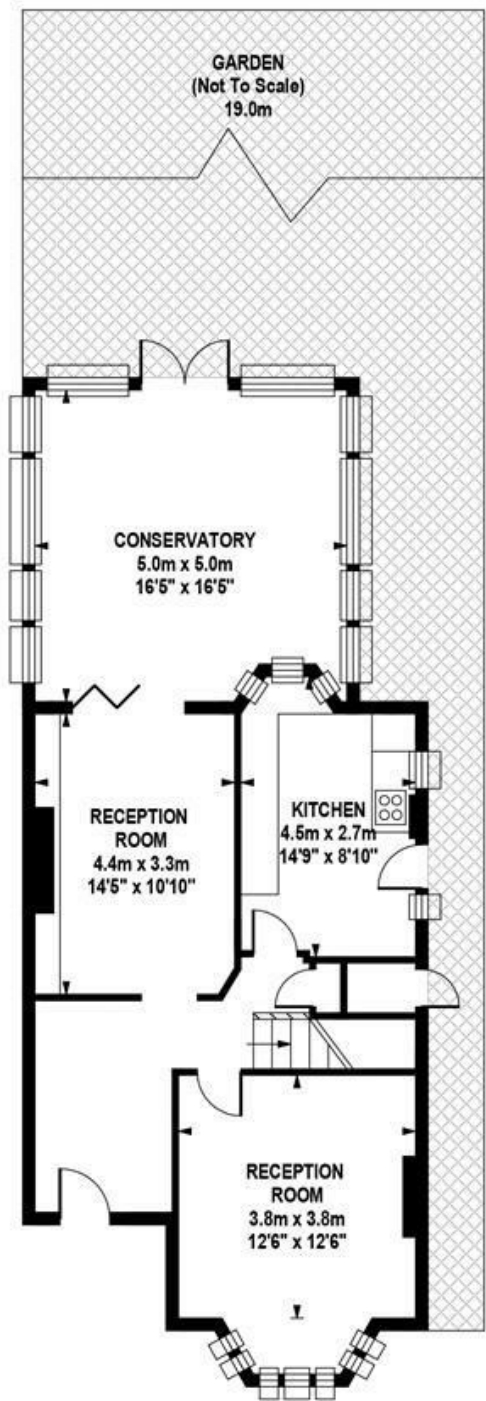 GARDEN
(Not To Scale)
19.0m
CONSERVATORY
5.0m x 5.0m
16'5" x 16'5"
RECEPTION
ROOM
4.4m x 3.3m
14'5" x 10'10"
KITCHEN
4.5m x 2.7m
14'9" x 8'10"
RECEPTION
ROOM
3.8m x 3.8m
12'6" x 12'6"